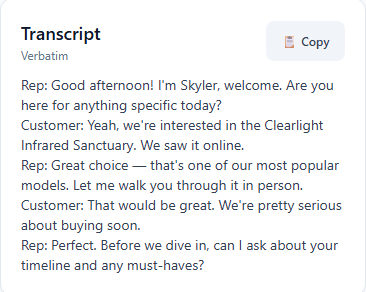 Transcript
Copy
Verbatim
Rep: Good afternoon! I'm Skyler, welcome. Are you
here for anything specific today?
Customer: Yeah, we're interested in the Clearlight
Infrared Sanctuary. We saw it online.
Rep: Great choice — that's one of our most popular
models. Let me walk you through it in person.
Customer: That would be great. We're pretty serious
about buying soon.
Rep: Perfect. Before we dive in, can I ask about your
timeline and any must-haves?